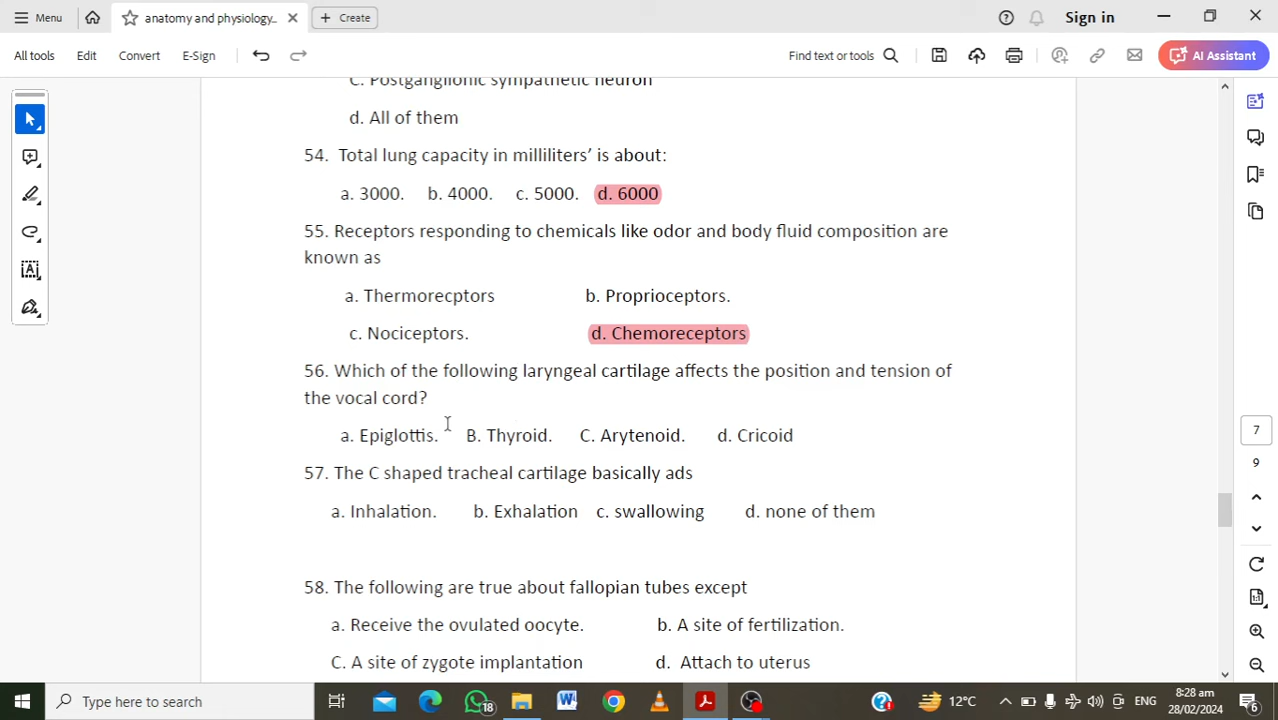 Menu
anatomy and physiology...
Create
Sign in
All tools
Edit
Convert
E-Sign
Find text or tools
AI Assistant
C. Postganglionic sympathetic neuron
d. All of them
54. Total lung capacity in milliliters’ is about:
a. 3000. b. 4000. c. 5000. d. 6000
55. Receptors responding to chemicals like odor and body fluid composition are
known as
a. Thermorecptors b. Proprioceptors.
c. Nociceptors. d. Chemoreceptors
56. Which of the following laryngeal cartilage affects the position and tension of
the vocal cord?
a. Epiglottis. B. Thyroid. C. Arytenoid. d. Cricoid
57. The C shaped tracheal cartilage basically ads
a. Inhalation. b. Exhalation c. swallowing d. none of them
58. The following are true about fallopian tubes except
a. Receive the ovulated oocyte. b. A site of fertilization.
C. A site of zygote implantation d. Attach to uterus
7
9
1:1
Type here to search
18
12°C
ENG
8:28 am
28/02/2024
6